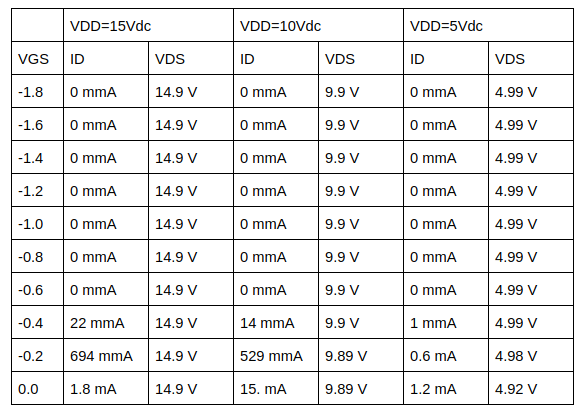 VDD=15Vdc VDD=10Vdc VDD=5Vdc
VGS ID VDS ID VDS ID VDS
-1.8 0 mmA 14.9 V 0 mmA 9.9 V 0 mmA 4.99 V
-1.6 0 mmA 14.9 V 0 mmA 9.9 V 0 mmA 4.99 V
-1.4 0 mmA 14.9 V 0 mmA 9.9 V 0 mmA 4.99 V
-1.2 0 mmA 14.9 V 0 mmA 9.9 V 0 mmA 4.99 V
-1.0 0 mmA 14.9 V 0 mmA 9.9 V 0 mmA 4.99 V
-0.8 0 mmA 14.9 V 0 mmA 9.9 V 0 mmA 4.99 V
-0.6 0 mmA 14.9 V 0 mmA 9.9 V 0 mmA 4.99 V
-0.4 22 mmA 14.9 V 14 mmA 9.9 V 1 mmA 4.99 V
-0.2 694 mmA 14.9 V 529 mmA 9.89 V 0.6 mA 4.98 V
0.0 1.8 mA 14.9 V 15. mA 9.89 V 1.2 mA 4.92 V